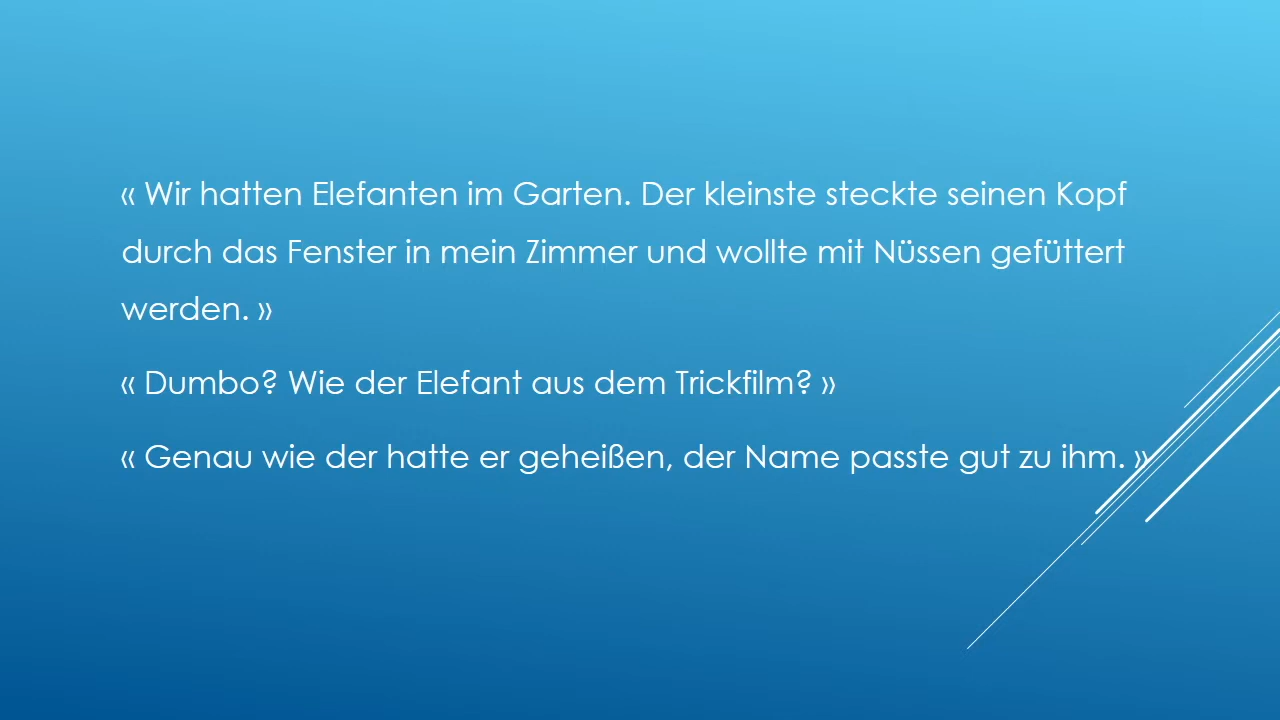 « Wir hatten Elefanten im Garten. Der kleinste steckte seinen Kopf
durch das Fenster in mein Zimmer und wollte mit Nüssen gefüttert
werden. »
« Dumbo? Wie der Elefant aus dem Trickfilm? »
« Genau wie der hatte er geheißen, der Name passte gut zu ihm. »